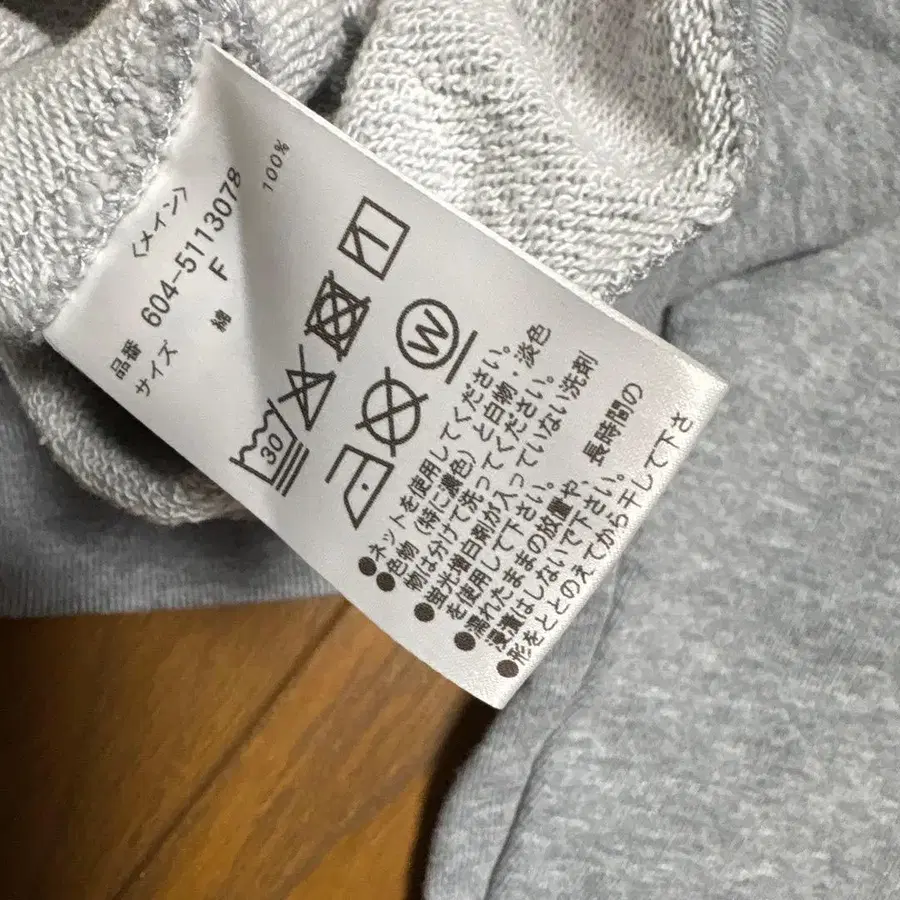 品番 604-5113078
サイズ F
〈メイン〉
綿 100%
30
W
●ネットを使用してください。
●色物（特に濃色）と白物・淡色
物は分けて洗ってください。
●蛍光増白剤が入っていない洗剤
を使用して下さい。
●濡れたままの放置や、長時間の
浸漬はしないで下さい。
●形をととのえてから干して下さ